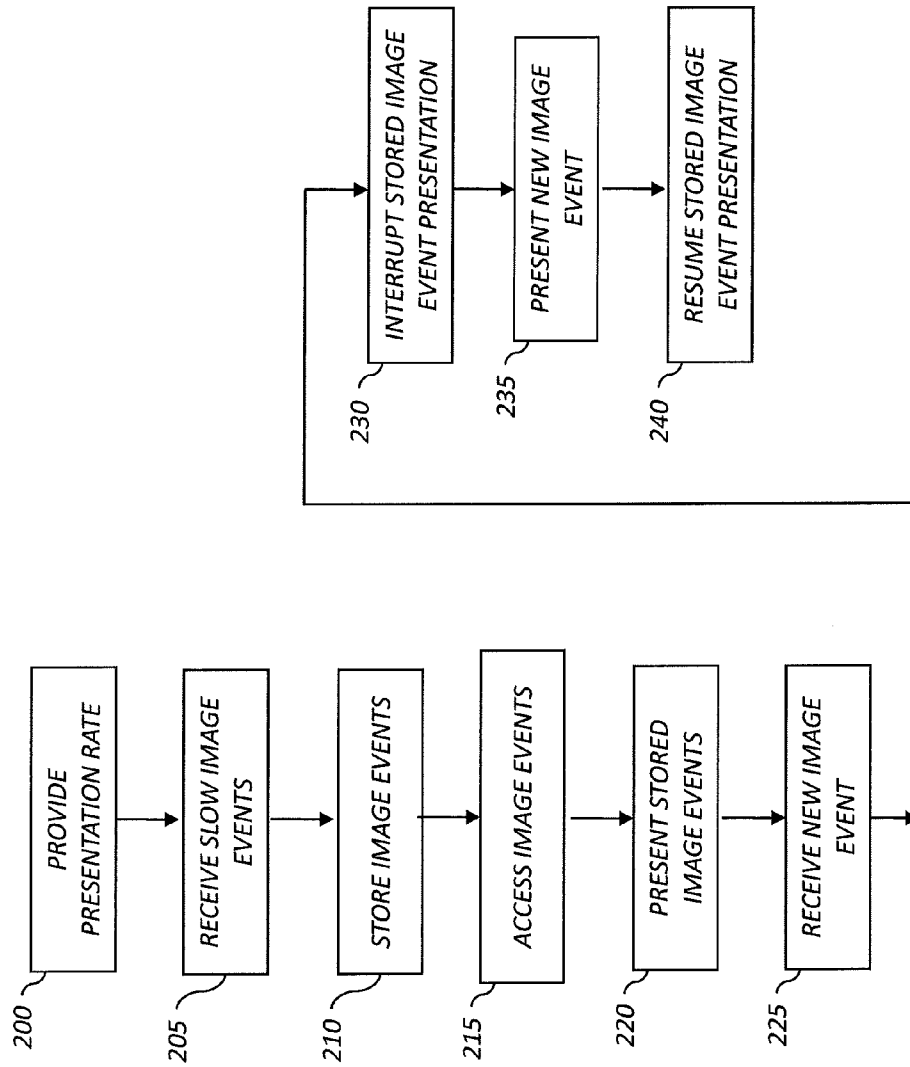 200
PROVIDE
PRESENTATION RATE
205
RECEIVE SLOW IMAGE
EVENTS
210
STORE IMAGE EVENTS
215
ACCESS IMAGE EVENTS
220
PRESENT STORED
IMAGE EVENTS
225
RECEIVE NEW IMAGE
EVENT
230
INTERRUPT STORED IMAGE
EVENT PRESENTATION
235
PRESENT NEW IMAGE
EVENT
240
RESUME STORED IMAGE
EVENT PRESENTATION